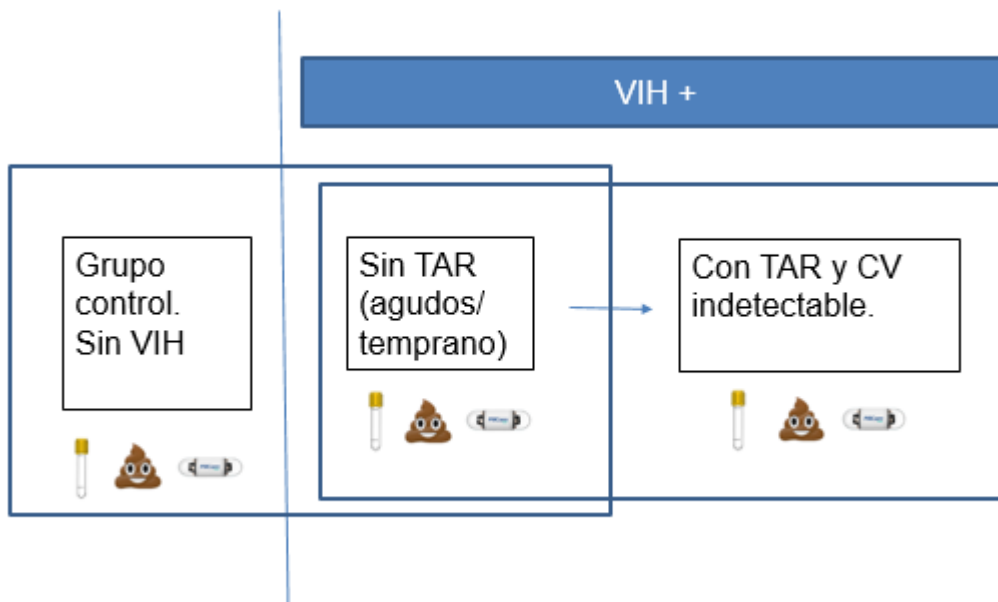 VIH +
Grupo
control.
Sin VIH
Sin TAR
(agudos/
temprano)
Con TAR y CV
indetectable.